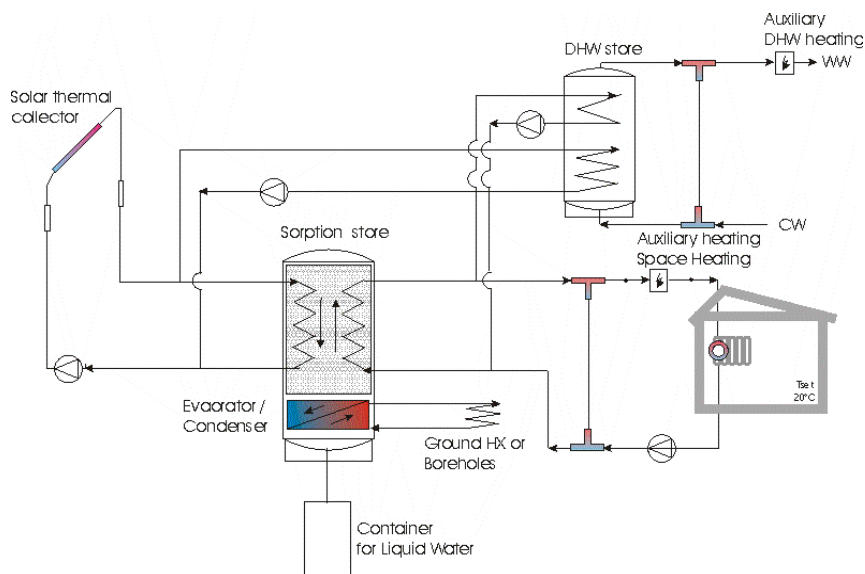 Auxiliary
DHW heating
WW
DHW store
Solar thermal
collector
CW
Sorption store
Auxiliary heating
Space Heating
Tset
20°C
Evaorator /
Condenser
Ground HX or
Boreholes
Container
for Liquid Water